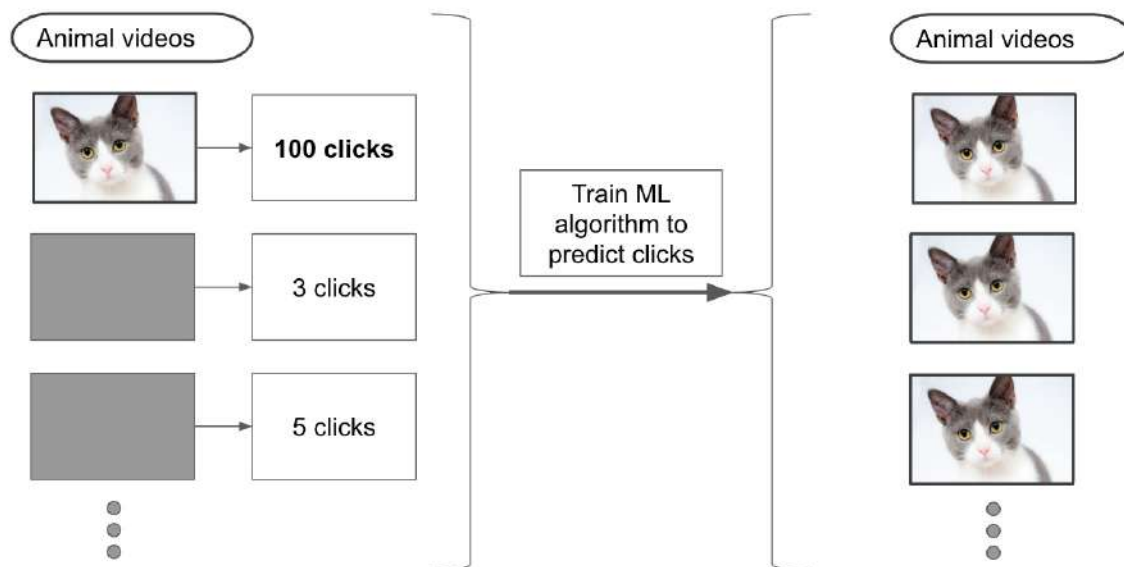 Animal videos
100 clicks
3 clicks
5 clicks
Train ML
algorithm to
predict clicks
Animal videos